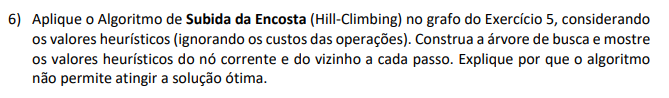 6) Aplique o Algoritmo de Subida da Encosta (Hill-Climbing) no grafo do Exercício 5, considerando
os valores heurísticos (ignorando os custos das operações). Construa a árvore de busca e mostre
os valores heurísticos do nó corrente e do vizinho a cada passo. Explique por que o algoritmo
não permite atingir a solução ótima.